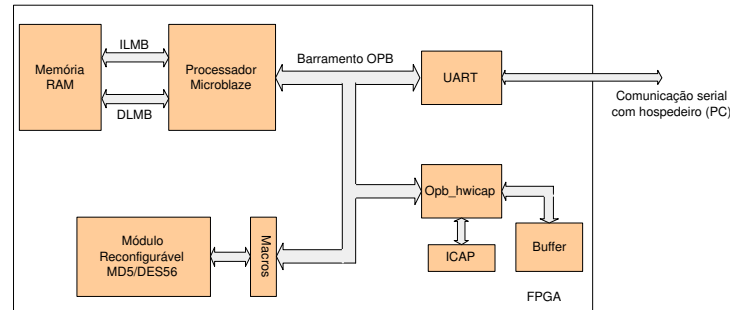 ILMB
Barramento OPB
Memória
RAM
Processador
Microblaze
UART
DLMB
Comunicação serial
com hospedeiro (PC)
Opb_hwicap
Módulo
Reconfigurável
MD5/DES56
Macros
ICAP
Buffer
FPGA